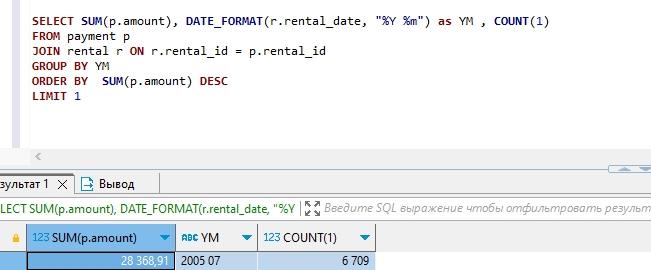 SELECT SUM(p.amount), DATE_FORMAT(r.rental_date, "%Y %m") as YM , COUNT(1)
FROM payment p
JOIN rental r ON r.rental_id = p.rental_id
GROUP BY YM
ORDER BY SUM(p.amount) DESC
LIMIT 1
зультат 1 Вывод
LECT SUM(p.amount), DATE_FORMAT(r.rental_date, "%Y Введите SQL выражение чтобы отфильтровать результ
123 SUM(p.amount) ABC YM 123 COUNT(1)
28 368,91 2005 07 6 709